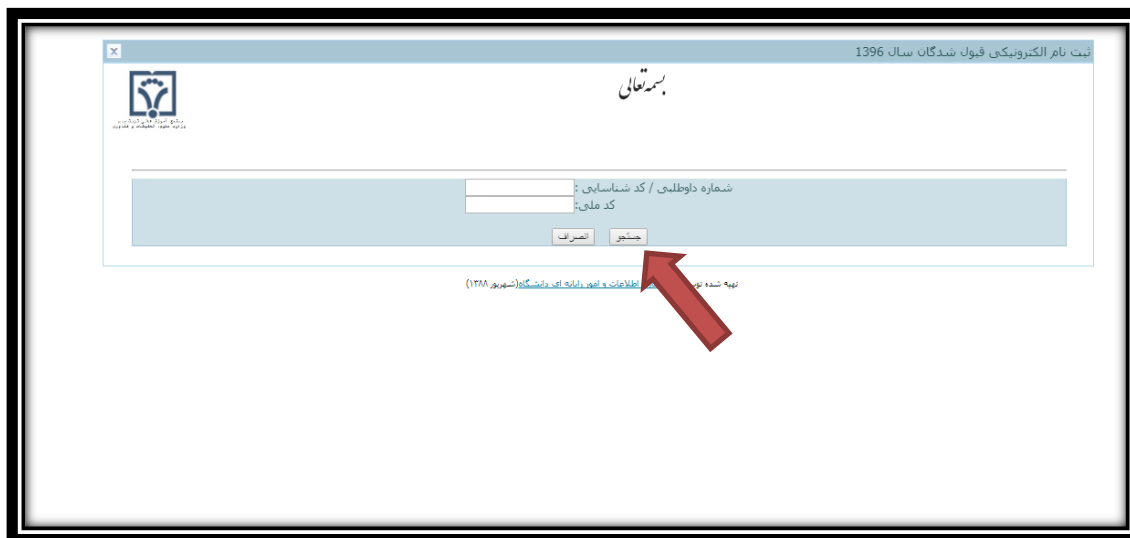 ثبت نام الکترونیکی قبول شدگان سال 1396
بسمه‌تعالی
شماره داوطلبی / کد شناسایی :
کد ملی:
جستجو انصراف
تهیه شده توس اطلاعات و امور رایانه ای دانشگاه(شهریور ۱۳۸۸)